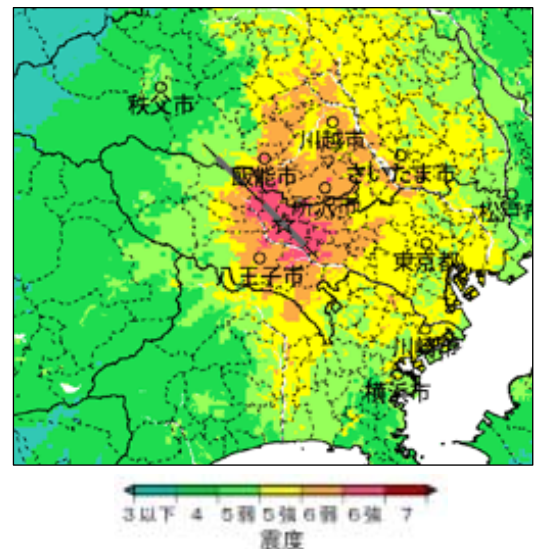 秩父市
川越市
飯能市
さいたま市
所沢市
松戸市
東京都
八王子市
川崎市
横浜市
3以下 4 5弱 5強 6弱 6強 7
震度